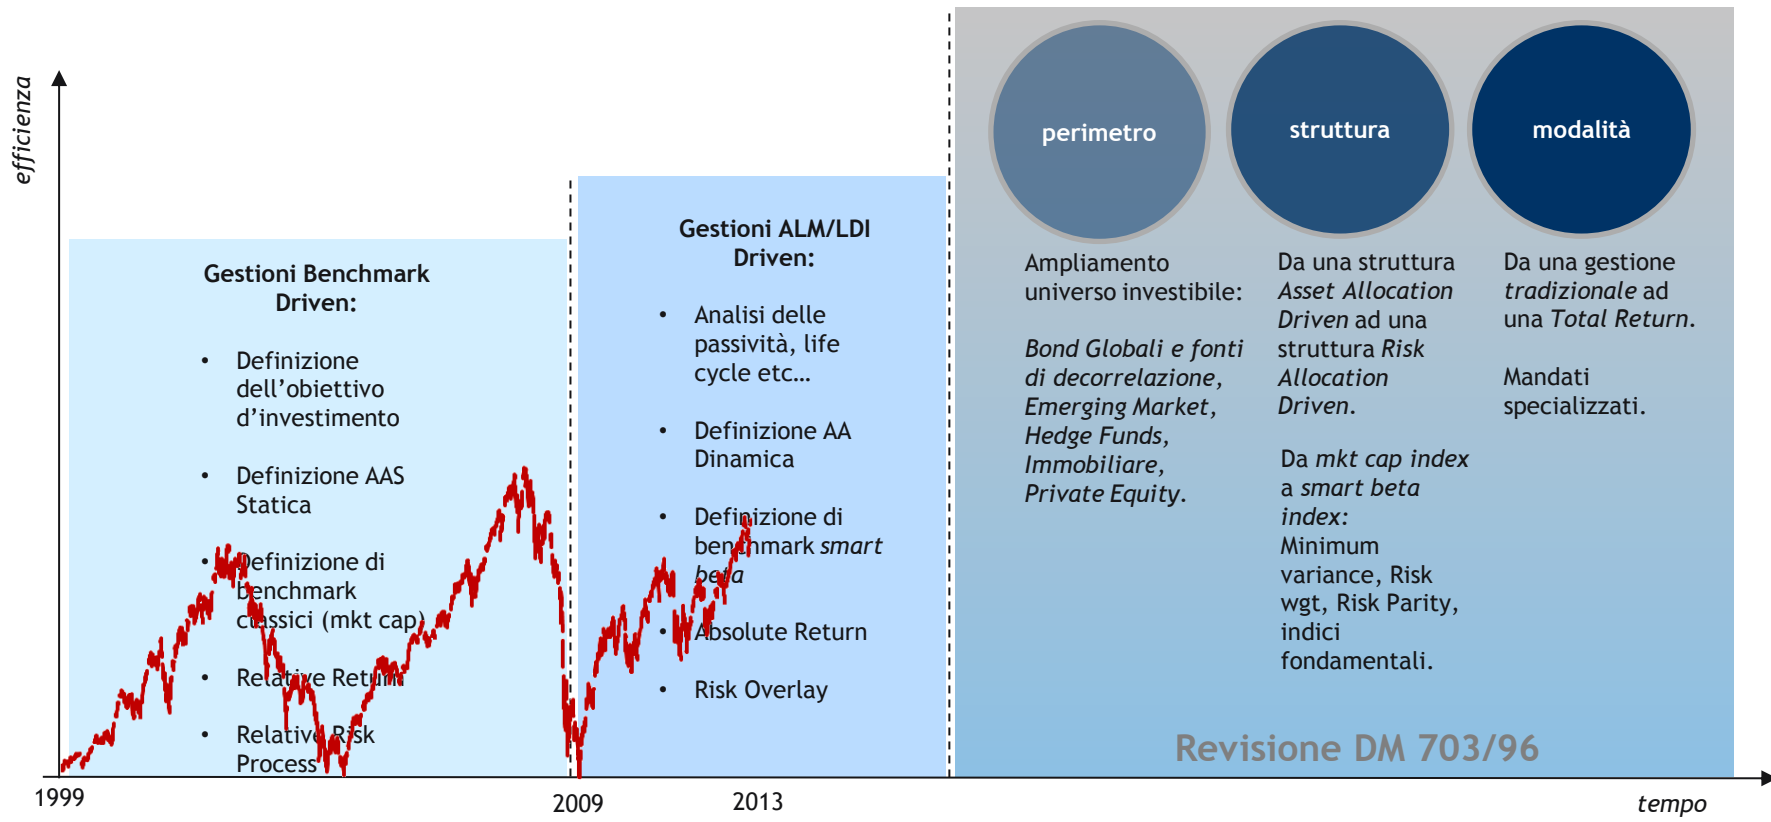 efficienza
Gestioni Benchmark
Driven:
• Definizione
dell’obiettivo
d’investimento
• Definizione AAS
Statica
• Definizione di
benchmark
classici (mkt cap)
• Relative Return
• Relative Risk
Process
Gestioni ALM/LDI
Driven:
• Analisi delle
passività, life
cycle etc…
• Definizione AA
Dinamica
• Definizione di
benchmark smart
beta
• Absolute Return
• Risk Overlay
perimetro
Ampliamento
universo investibile:
Bond Globali e fonti
di decorrelazione,
Emerging Market,
Hedge Funds,
Immobiliare,
Private Equity.
struttura
Da una struttura
Asset Allocation
Driven ad una
struttura Risk
Allocation
Driven.
Da mkt cap index
a smart beta
index:
Minimum
variance, Risk
wgt, Risk Parity,
indici
fondamentali.
modalità
Da una gestione
tradizionale ad
una Total Return.
Mandati
specializzati.
Revisione DM 703/96
1999
2009
2013
tempo